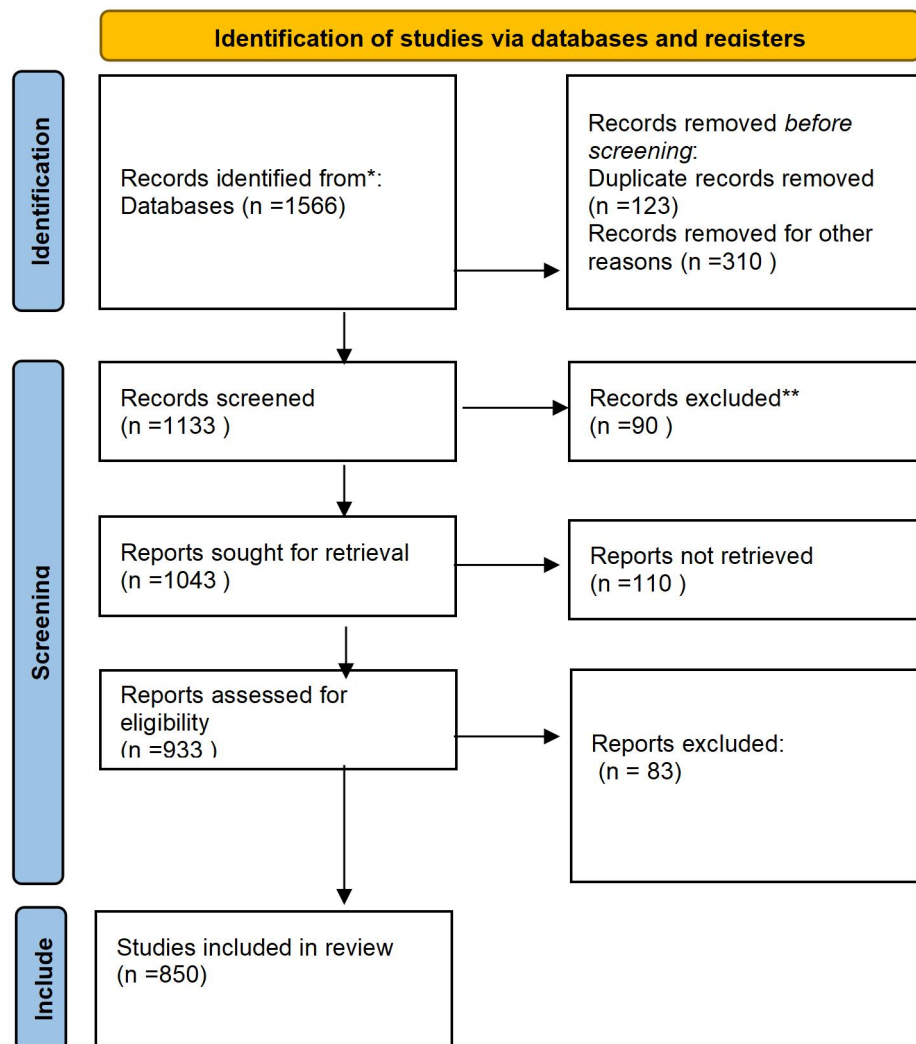 Identification of studies via databases and registers
Identification
Records identified from*:
Databases (n =1566)
Records removed before
screening:
Duplicate records removed
(n =123)
Records removed for other
reasons (n =310 )
Screening
Records screened
(n =1133 )
Records excluded**
(n =90 )
Reports sought for retrieval
(n =1043 )
Reports not retrieved
(n =110 )
Reports assessed for
eligibility
(n =933 )
Reports excluded:
(n = 83)
Include
Studies included in review
(n =850)